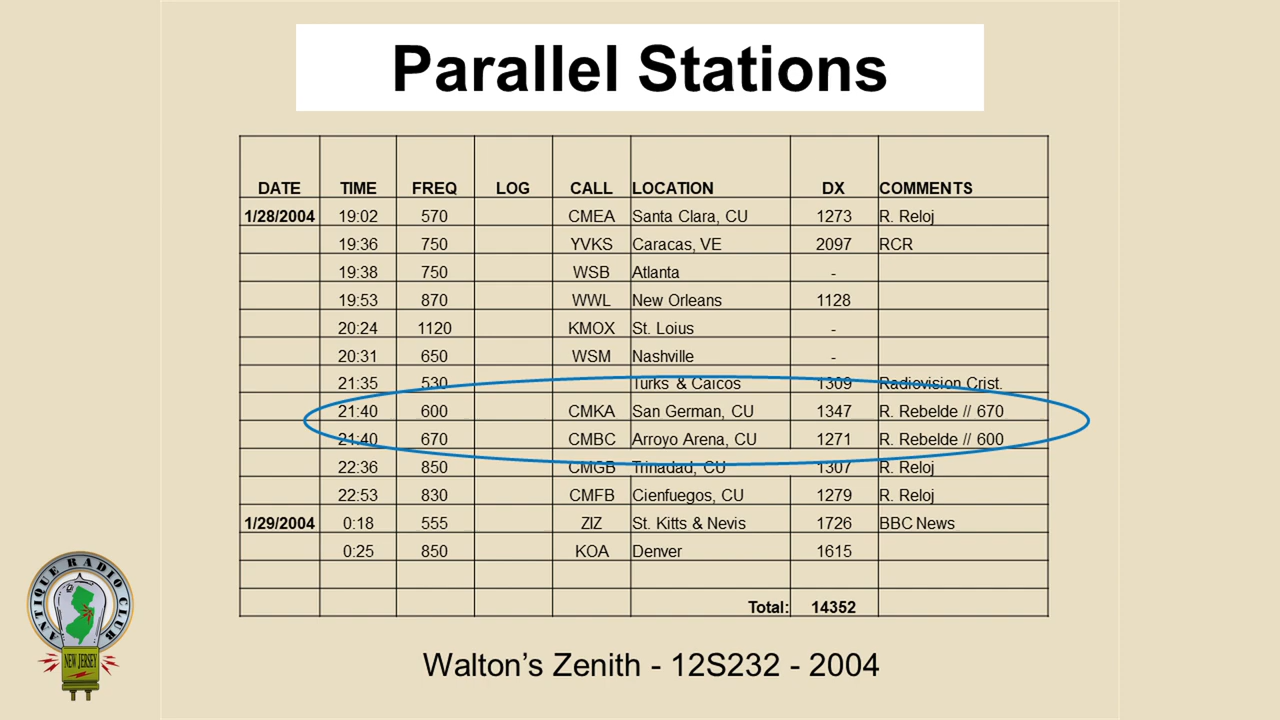 Parallel Stations
DATE TIME FREQ LOG CALL LOCATION DX COMMENTS
1/28/2004 19:02 570 CMEA Santa Clara, CU 1273 R. Reloj
19:36 750 YVKS Caracas, VE 2097 RCR
19:38 750 WSB Atlanta -
19:53 870 WWL New Orleans 1128
20:24 1120 KMOX St. Loius -
20:31 650 WSM Nashville -
21:35 530 Turks & Caicos 1309 Radiovision Crist.
21:40 600 CMKA San German, CU 1347 R. Rebelde // 670
21:40 670 CMBC Arroyo Arena, CU 1271 R. Rebelde // 600
22:36 850 CMGB Trinadad, CU 1307 R. Reloj
22:53 830 CMFB Cienfuegos, CU 1279 R. Reloj
1/29/2004 0:18 555 ZIZ St. Kitts & Nevis 1726 BBC News
0:25 850 KOA Denver 1615
Total: 14352
Walton’s Zenith - 12S232 - 2004
ANTIQUE RADIO CLUB
NEW JERSEY